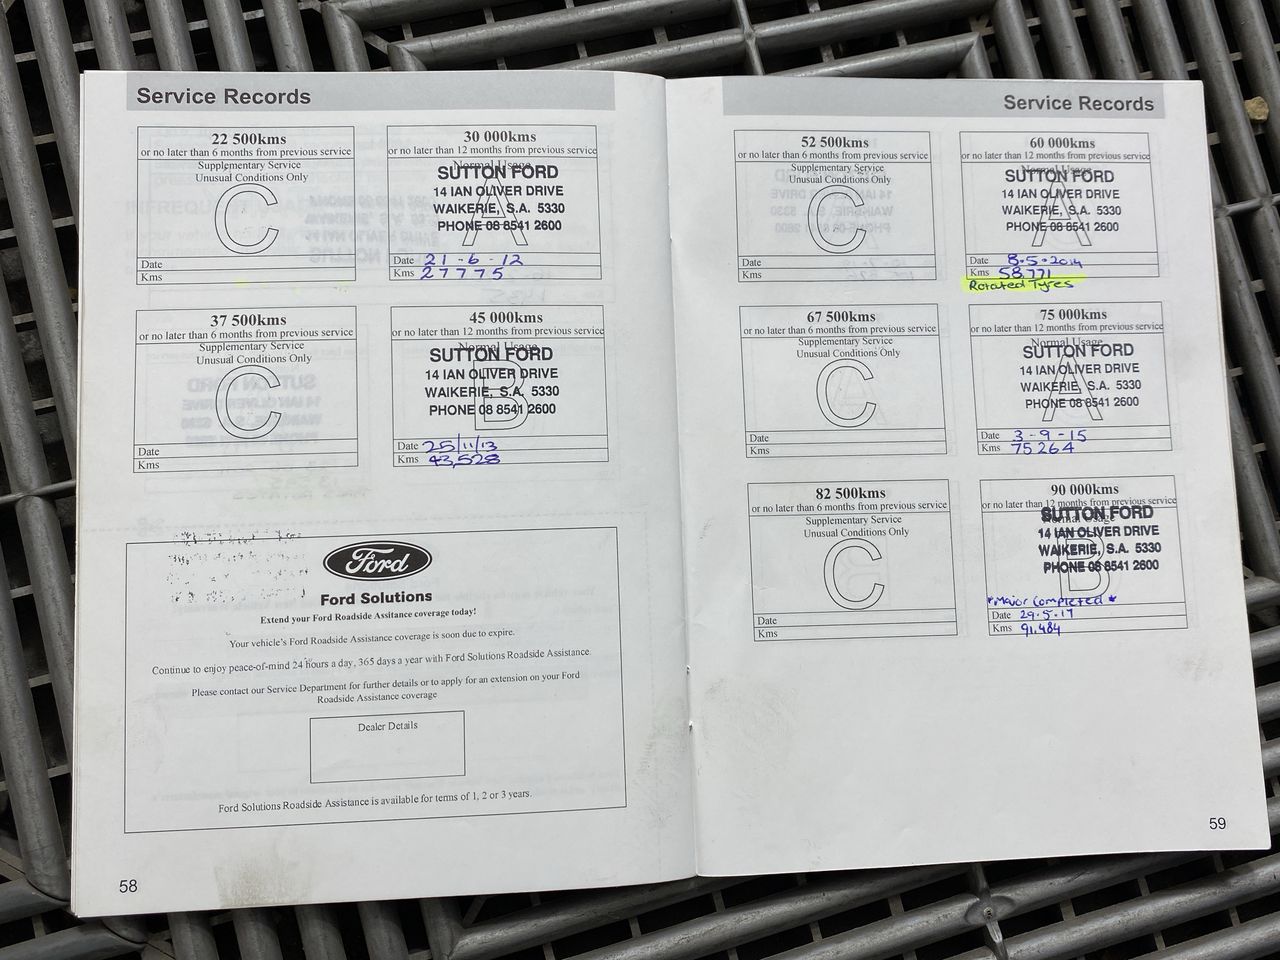 Service Records
22 500kms
or no later than 6 months from previous service
Supplementary Service
Unusual Conditions Only
C
Date
Kms
30 000kms
or no later than 12 months from previous service
Normal Usage
SUTTON FORD
14 IAN OLIVER DRIVE
WAIKERIE, S.A. 5330
PHONE 08 8541 2600
A
Date 21-6-12
Kms 27775
37 500kms
or no later than 6 months from previous service
Supplementary Service
Unusual Conditions Only
C
Date
Kms
45 000kms
or no later than 12 months from previous service
Normal Usage
SUTTON FORD
14 IAN OLIVER DRIVE
WAIKERIE, S.A. 5330
PHONE 08 8541 2600
B
Date 25/11/13
Kms 43,528
Ford
Ford Solutions
Extend your Ford Roadside Assitance coverage today!
Your vehicle's Ford Roadside Assistance coverage is soon due to expire.
Continue to enjoy peace-of-mind 24 hours a day, 365 days a year with Ford Solutions Roadside Assistance.
Please contact our Service Department for further details or to apply for an extension on your Ford
Roadside Assistance coverage
Dealer Details
Ford Solutions Roadside Assistance is available for terms of 1, 2 or 3 years.
58
Service Records
52 500kms
or no later than 6 months from previous service
Supplementary Service
Unusual Conditions Only
C
Date
Kms
60 000kms
or no later than 12 months from previous service
Normal Usage
SUTTON FORD
14 IAN OLIVER DRIVE
WAIKERIE, S.A. 5330
PHONE 08 8541 2600
A
Date 8.5.2014
Kms 58,771
Rotated Tyres
67 500kms
or no later than 6 months from previous service
Supplementary Service
Unusual Conditions Only
C
Date
Kms
75 000kms
or no later than 12 months from previous service
Normal Usage
SUTTON FORD
14 IAN OLIVER DRIVE
WAIKERIE, S.A. 5330
PHONE 08 8541 2600
A
Date 3-9-15
Kms 75264
82 500kms
or no later than 6 months from previous service
Supplementary Service
Unusual Conditions Only
C
Date
Kms
90 000kms
or no later than 12 months from previous service
Normal Usage
SUTTON FORD
14 IAN OLIVER DRIVE
WAIKERIE, S.A. 5330
PHONE 08 8541 2600
B
*Major Completed*
Date 29.5.17
Kms 91,484
59